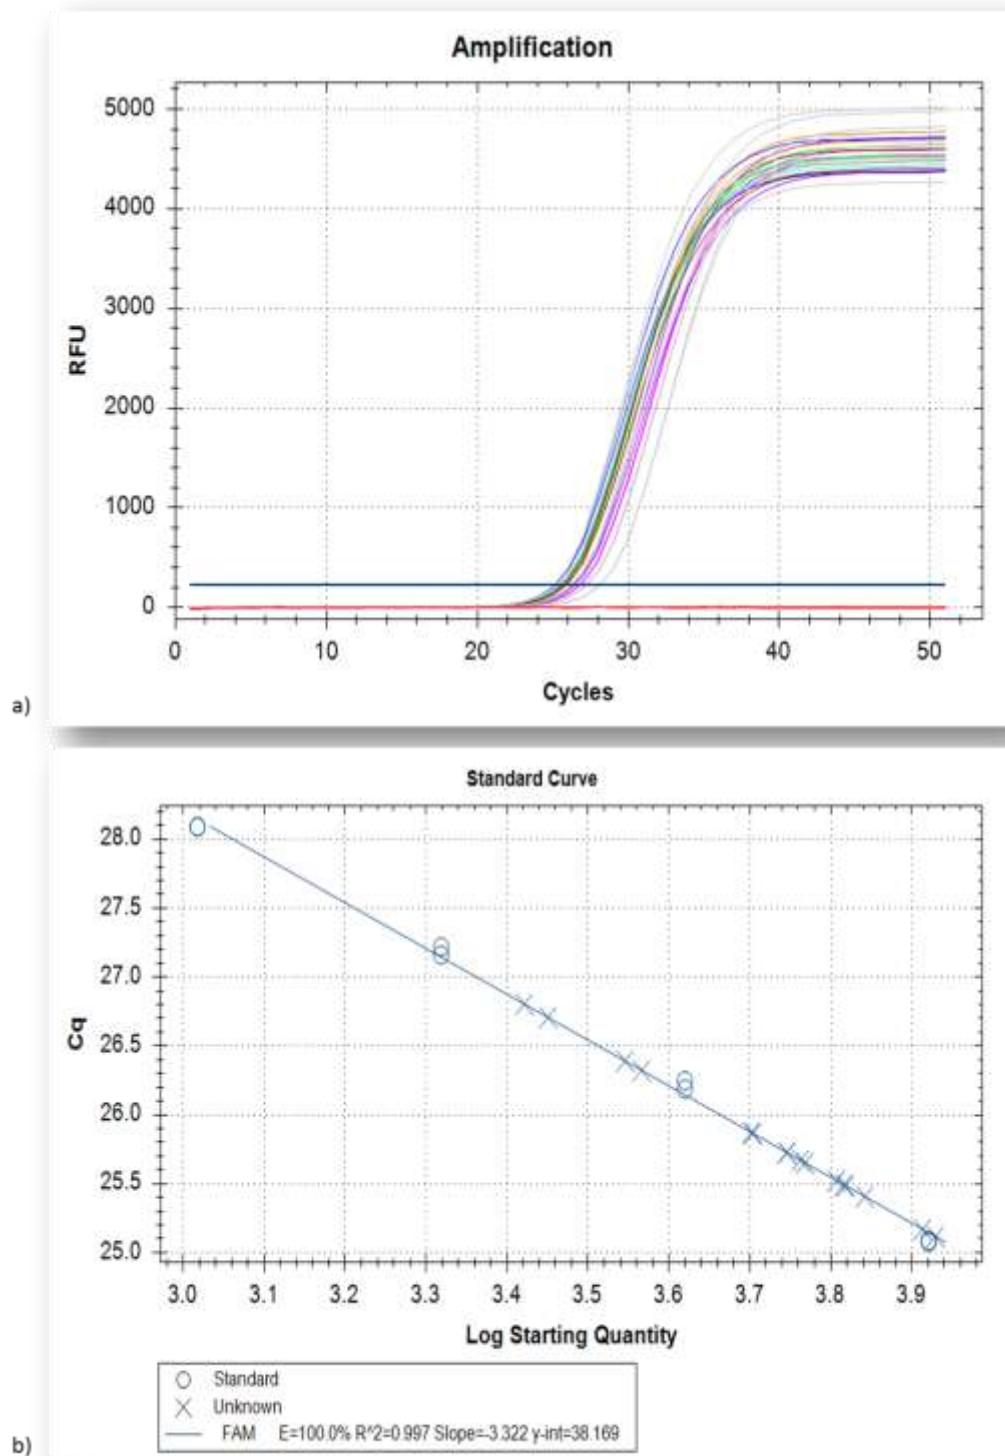 Amplification
5000
4000
3000
2000
1000
0
RFU
0 10 20 30 40 50
Cycles
a)
Standard Curve
28.0
27.5
27.0
26.5
26.0
25.5
25.0
Cq
3.0 3.1 3.2 3.3 3.4 3.5 3.6 3.7 3.8 3.9
Log Starting Quantity
Standard
Unknown
FAM E=100.0% R^2=0.997 Slope=-3.322 y-int=38.169
b)